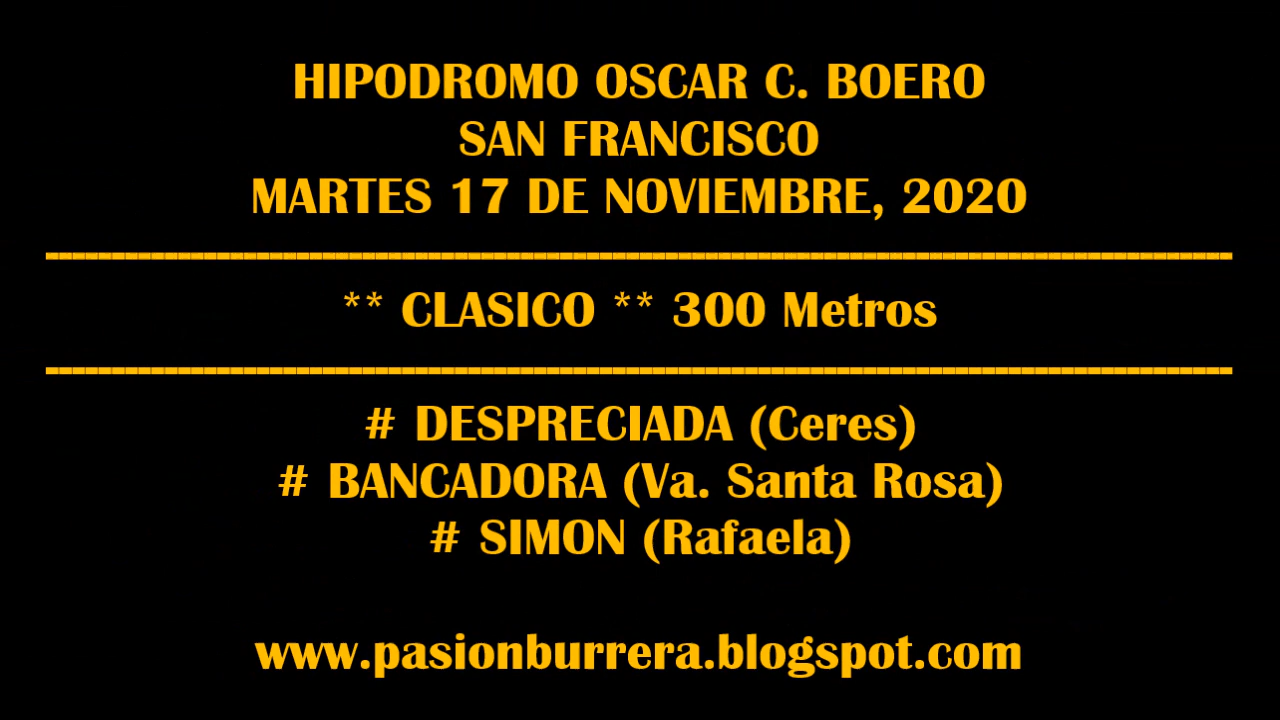 HIPODROMO OSCAR C. BOERO
SAN FRANCISCO
MARTES 17 DE NOVIEMBRE, 2020
** CLASICO ** 300 Metros
# DESPRECIADA (Ceres)
# BANCADORA (Va. Santa Rosa)
# SIMON (Rafaela)
www.pasionburrera.blogspot.com